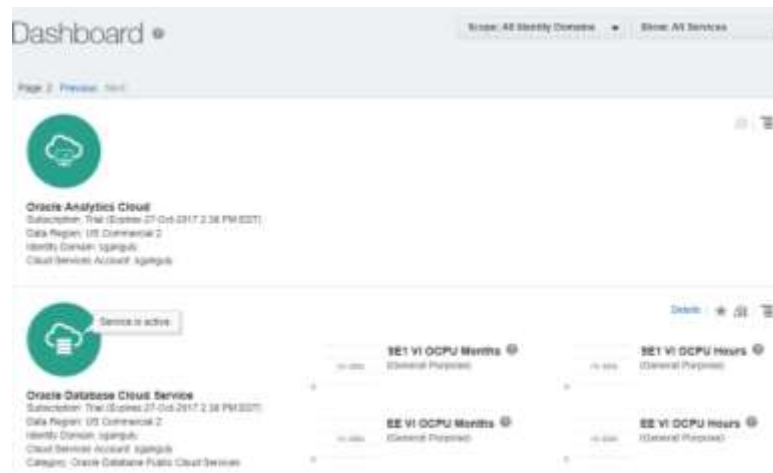 Dashboard
Scope: All Identity Domains
Show: All Services
Page: 2 Previous Next
Oracle Analytics Cloud
Subscription: Trial (Expires 27-Oct-2017 2:38 PM EDT)
Data Region: US Commercial 2
Identity Domain: sganguly
Cloud Services Account: sganguly
Service is active
Details
SE1 VI OCPU Months
(General Purpose)
SE1 VI OCPU Hours
(General Purpose)
Oracle Database Cloud Service
Subscription: Trial (Expires 27-Oct-2017 2:38 PM EDT)
Data Region: US Commercial 2
Identity Domain: sganguly
Cloud Services Account: sganguly
Category: Oracle Database Public Cloud Services
EE VI OCPU Months
(General Purpose)
EE VI OCPU Hours
(General Purpose)